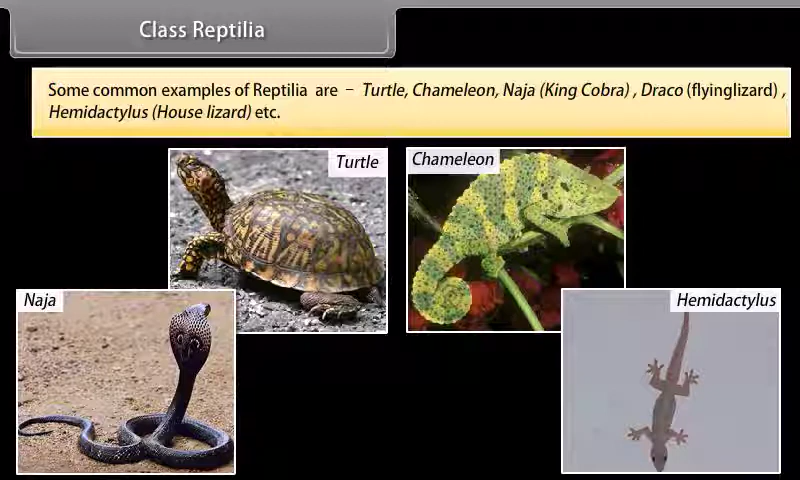 Class Reptilia
Some common examples of Reptilia are – Turtle, Chameleon, Naja (King Cobra) , Draco (flyinglizard) ,
Hemidactylus (House lizard) etc.
Turtle
Chameleon
Naja
Hemidactylus